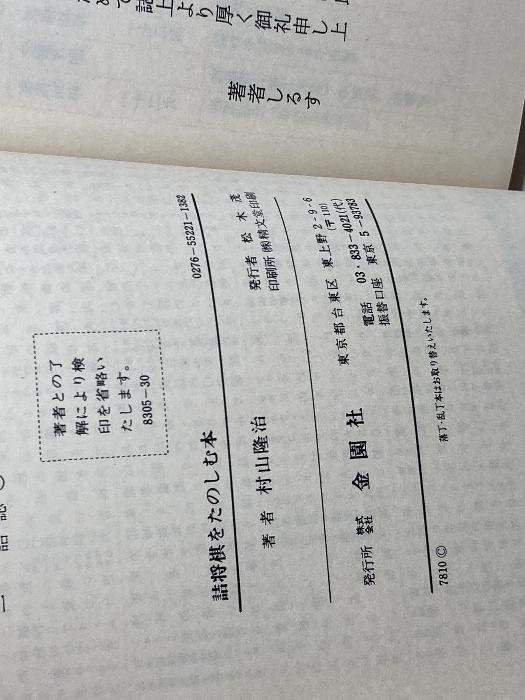 誌上より厚く御礼申し上
著者しるす
著者との了
解により検
印を省略い
たします。
8305-30
詰将棋をたのしむ本
0276-55221-1382
著者 村山隆治
発行者 松木茂
印刷所 ㈱精文堂印刷
発行所 株式会社 金園社
東京都台東区東上野2-9-6
(〒110)
電話 03・833-4021(代)
振替口座 東京5-93783
7810 ©
落丁・乱丁本はお取り替えいたします。